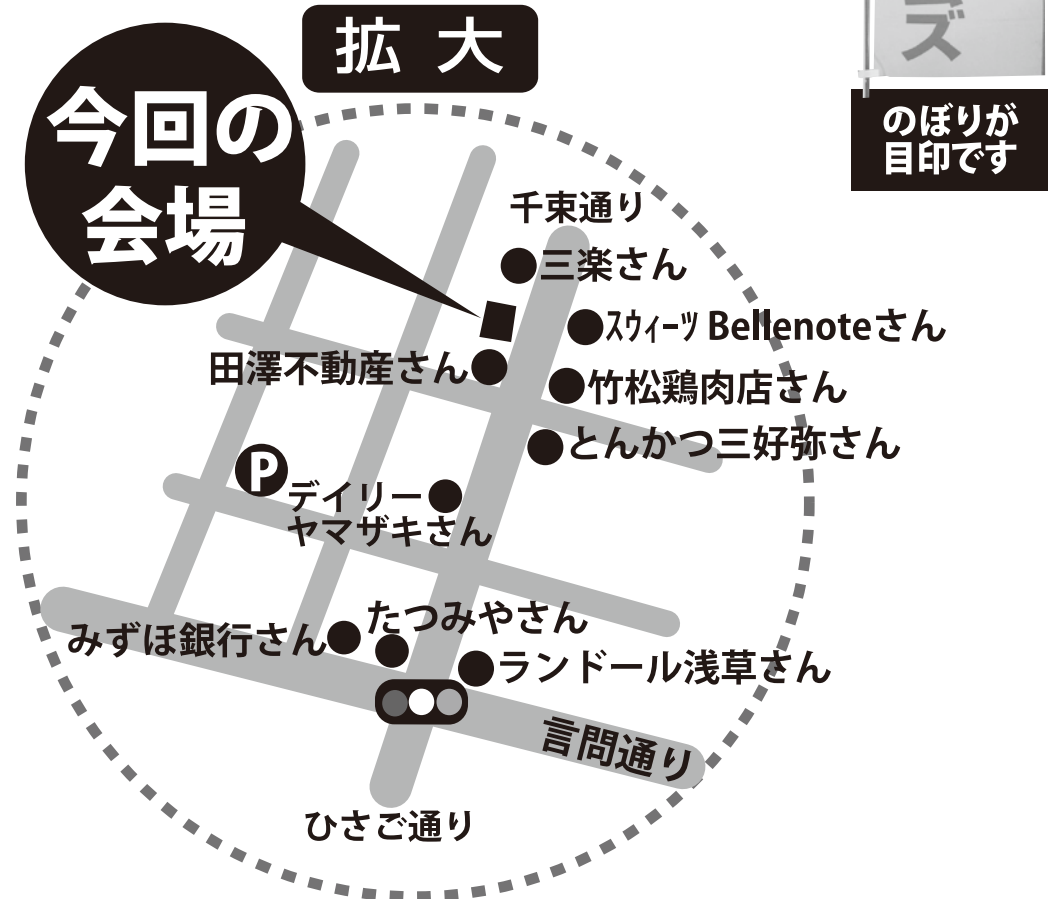 拡大
今回の
会場
ズ
のぼりが
目印です
千束通り
三楽さん
スウィーツ Bellenoteさん
田澤不動産さん
竹松鶏肉店さん
とんかつ三好弥さん
P
デイリー
ヤマザキさん
たつみやさん
みずほ銀行さん
ランドール浅草さん
言問通り
ひさご通り